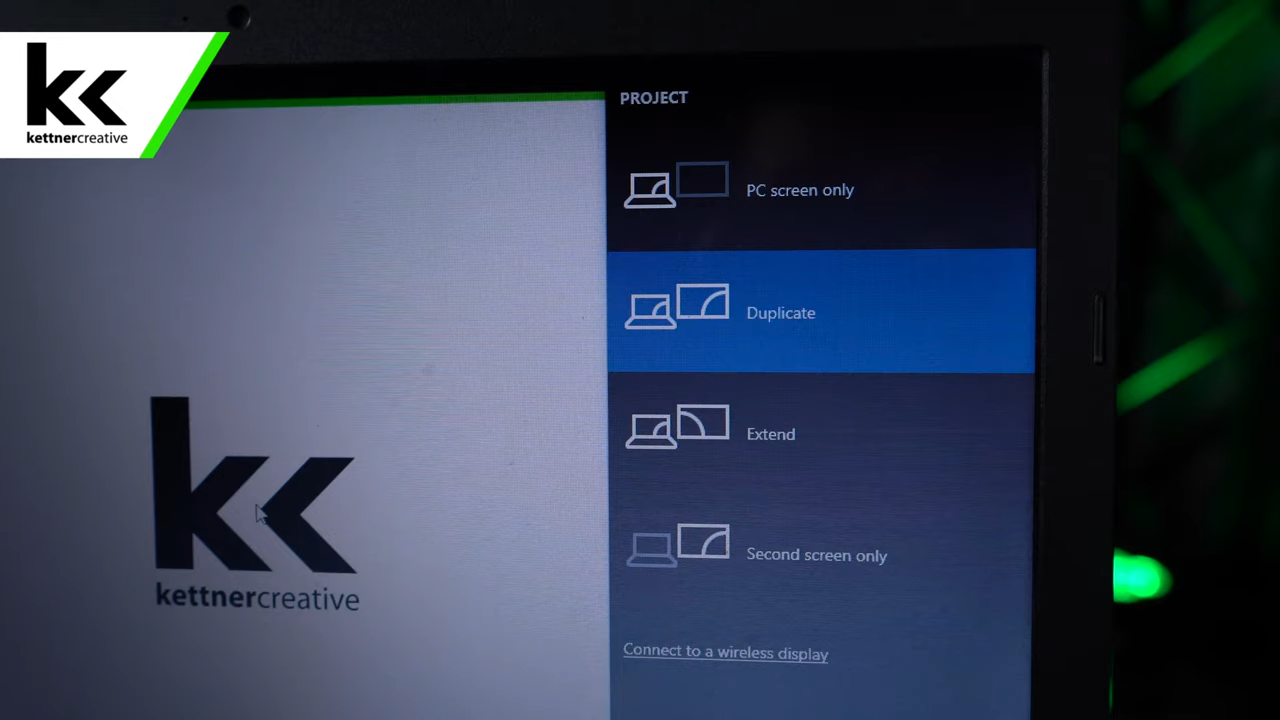 kettnercreative
PROJECT
PC screen only
Duplicate
Extend
Second screen only
Connect to a wireless display
kettnercreative